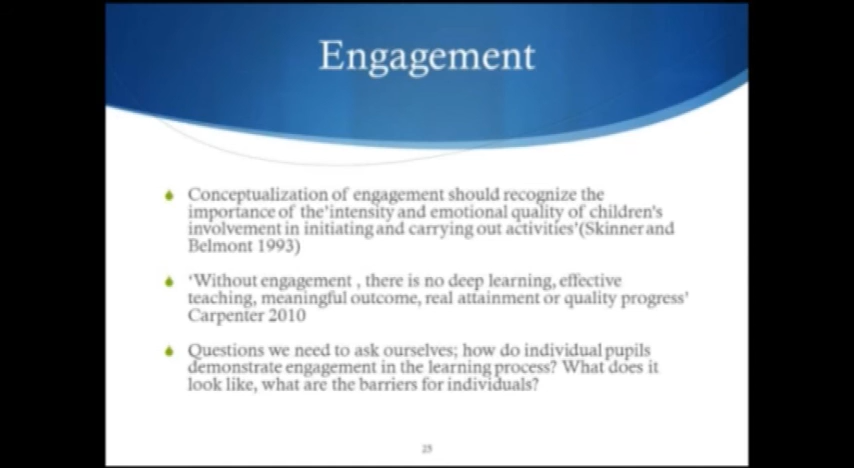 Engagement
Conceptualization of engagement should recognize the
importance of the'intensity and emotional quality of children's
involvement in initiating and carrying out activities'(Skinner and
Belmont 1993)
'Without engagement , there is no deep learning, effective
teaching, meaningful outcome, real attainment or quality progress'
Carpenter 2010
Questions we need to ask ourselves; how do individual pupils
demonstrate engagement in the learning process? What does it
look like, what are the barriers for individuals?
25